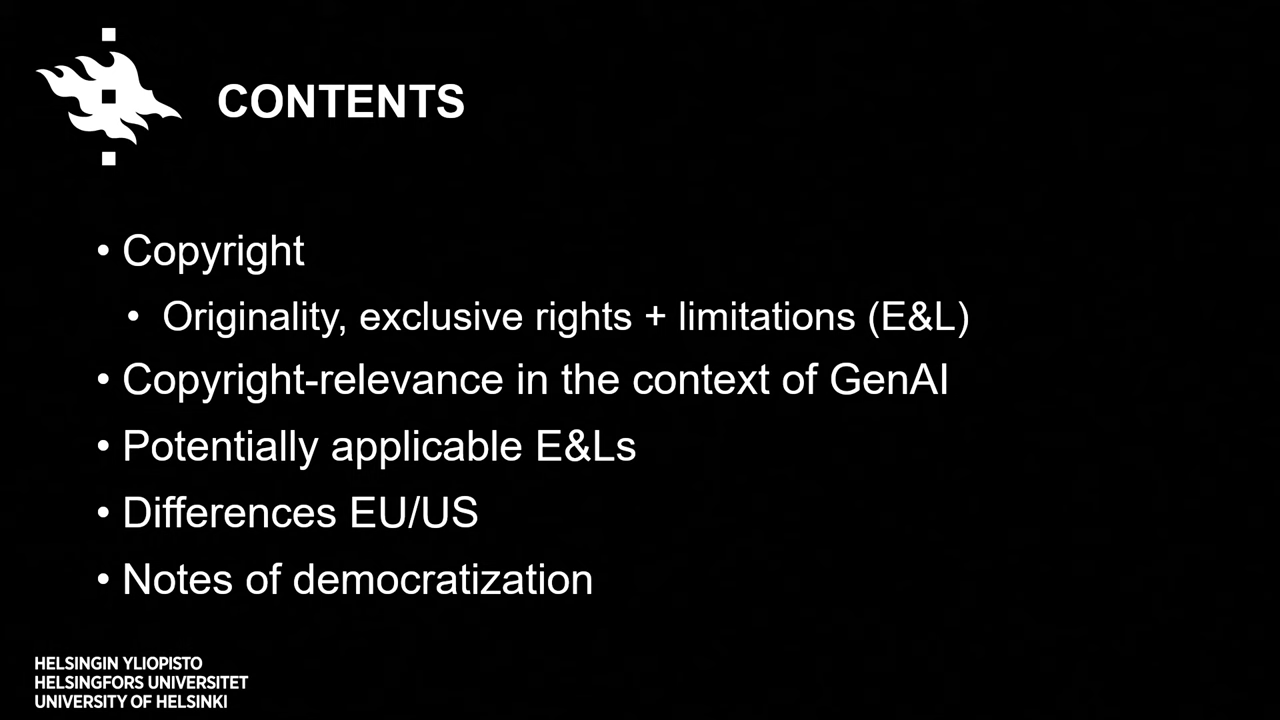 CONTENTS
• Copyright
• Originality, exclusive rights + limitations (E&L)
• Copyright-relevance in the context of GenAI
• Potentially applicable E&Ls
• Differences EU/US
• Notes of democratization
HELSINGIN YLIOPISTO
HELSINGFORS UNIVERSITET
UNIVERSITY OF HELSINKI